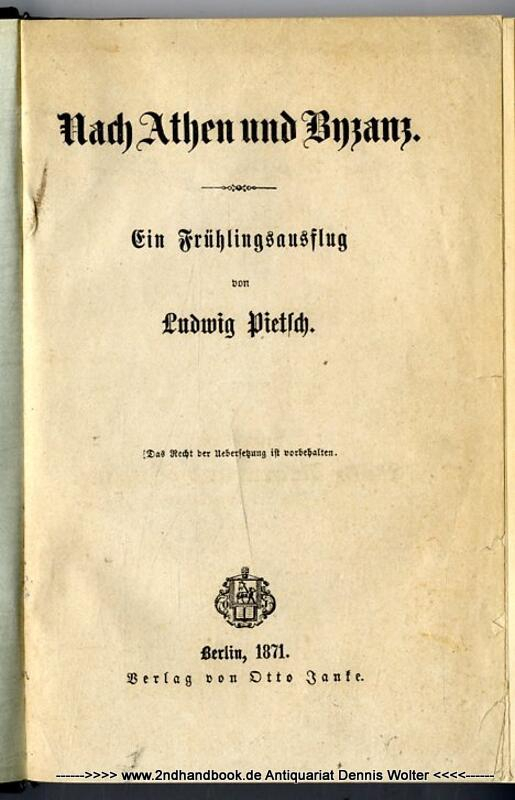 Nach Athen und Byzanz.
Ein Frühlingsausflug
von
Ludwig Pietsch.
Das Recht der Uebersetzung ist vorbehalten.
Berlin, 1871.
Verlag von Otto Janke.
------>>>> www.2ndhandbook.de Antiquariat Dennis Wolter <<<<------